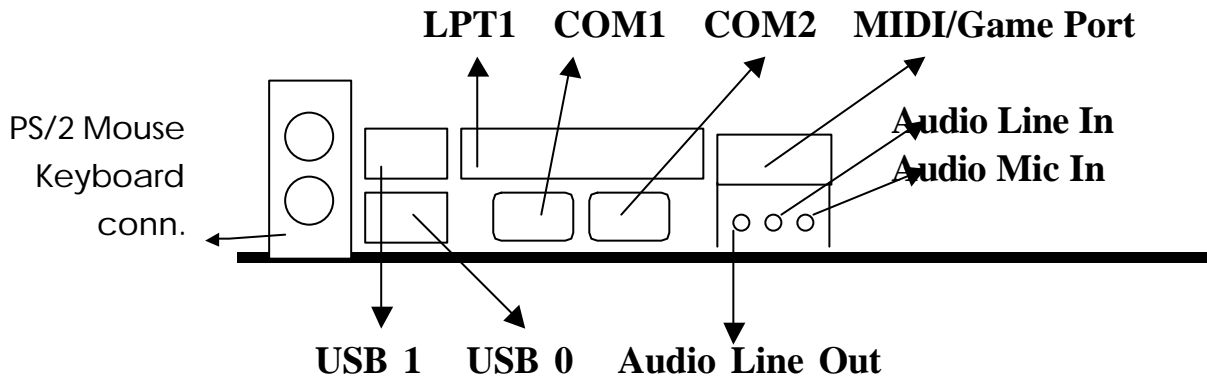 LPT1 COM1 COM2 MIDI/Game Port
PS/2 Mouse
Keyboard
conn.
Audio Line In
Audio Mic In
USB 1 USB 0 Audio Line Out